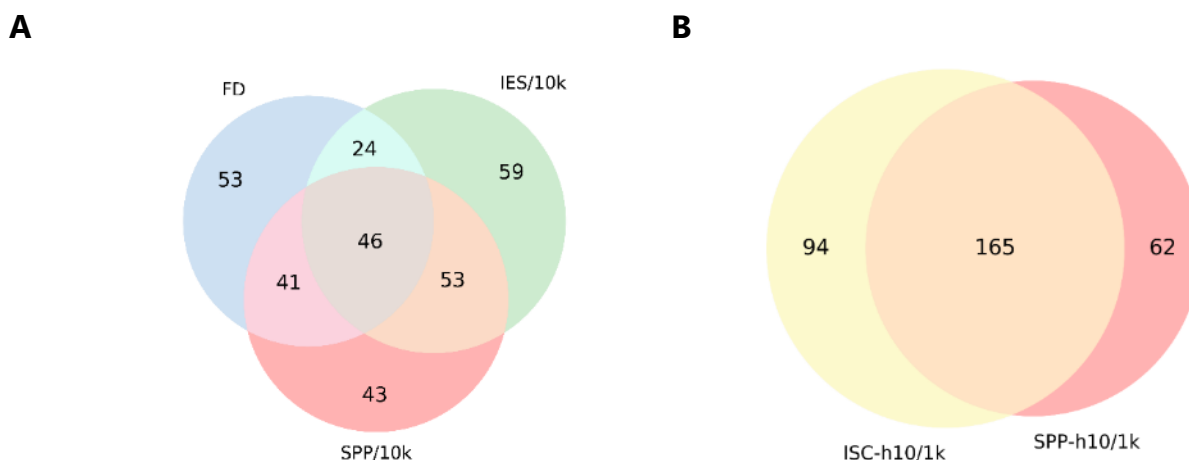 A
B
FD
IES/10k
53
24
59
46
41
53
43
SPP/10k
94
165
62
ISC-h10/1k
SPP-h10/1k